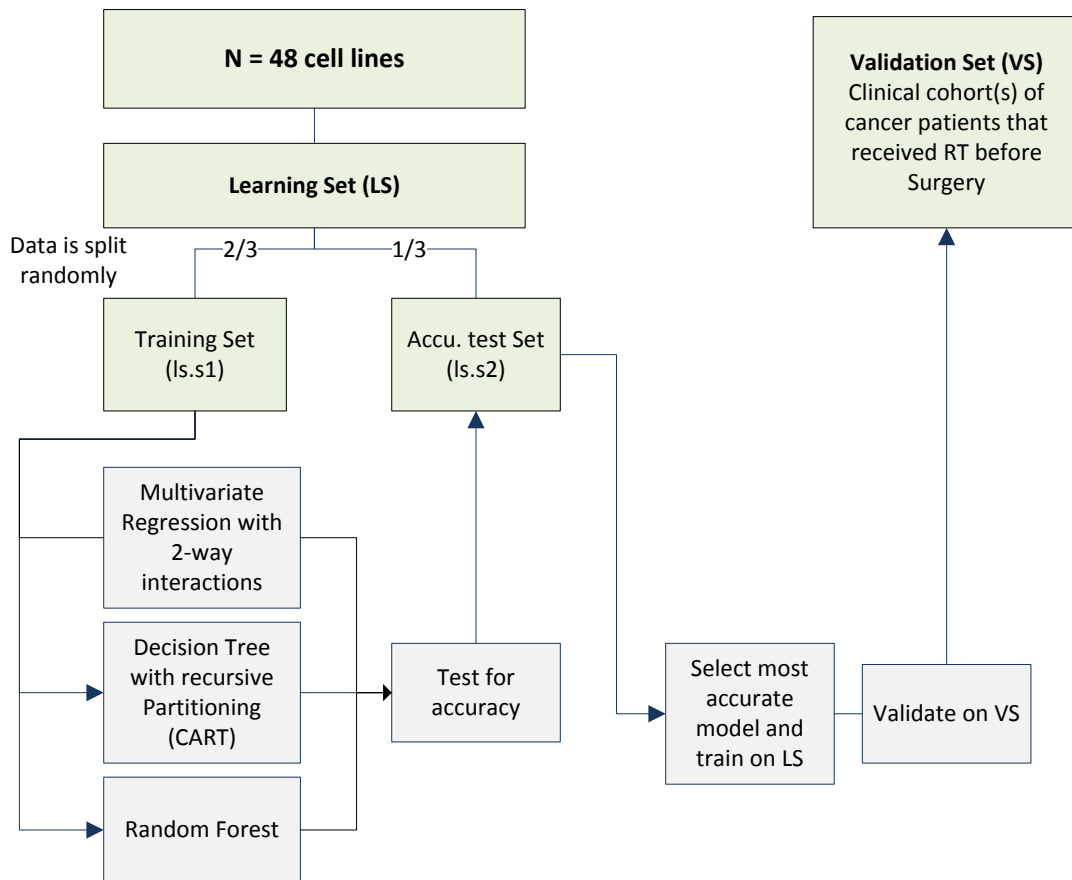 N = 48 cell lines
Learning Set (LS)
Data is split
randomly
2/3
1/3
Training Set
(ls.s1)
Accu. test Set
(ls.s2)
Multivariate
Regression with
2-way
interactions
Decision Tree
with recursive
Partitioning
(CART)
Random Forest
Test for
accuracy
Select most
accurate
model and
train on LS
Validate on VS
Validation Set (VS)
Clinical cohort(s) of
cancer patients that
received RT before
Surgery